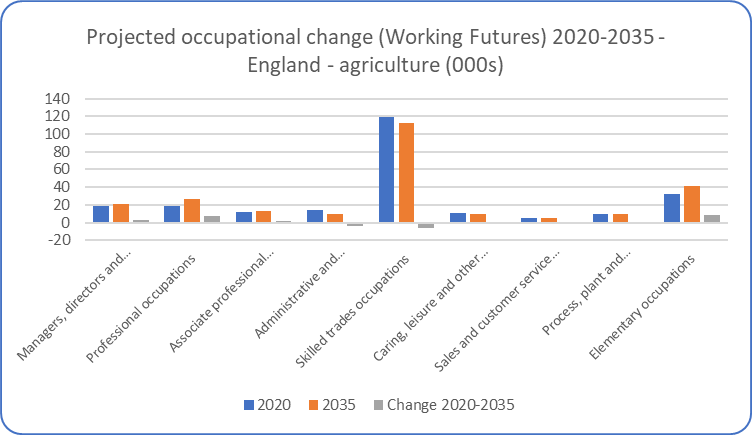 Projected occupational change (Working Futures) 2020-2035 -
England - agriculture (000s)
140
120
100
80
60
40
20
0
-20
Managers, directors and...
Professional occupations
Associate professional...
Administrative and...
Skilled trades occupations
Caring, leisure and other...
Sales and customer service...
Process, plant and...
Elementary occupations
2020
2035
Change 2020-2035